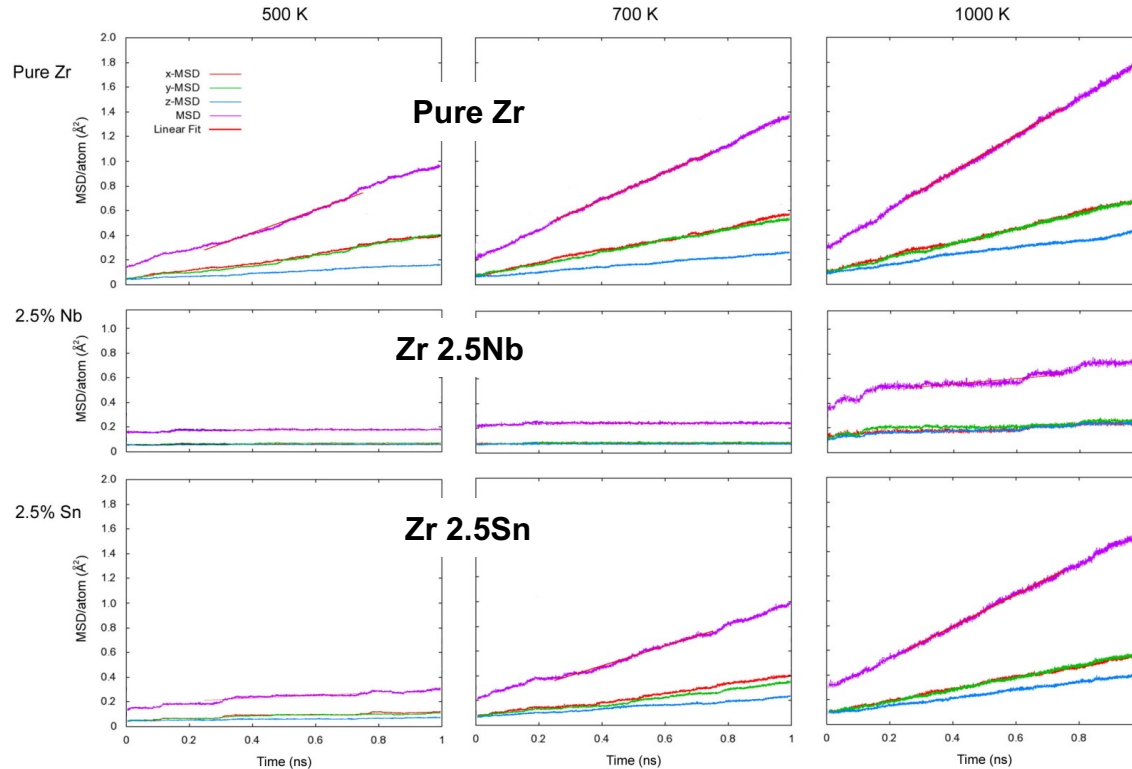 500 K
700 K
1000 K
Pure Zr
2.0
1.8
1.6
1.4
1.2
1.0
0.8
0.6
0.4
0.2
0
MSD/atom (Å²)
x-MSD
y-MSD
z-MSD
MSD
Linear Fit
Pure Zr
2.5% Nb
1.0
0.8
0.6
0.4
0.2
0
MSD/atom (Å²)
Zr 2.5Nb
2.5% Sn
2.0
1.8
1.6
1.4
1.2
1.0
0.8
0.6
0.4
0.2
0
MSD/atom (Å²)
Zr 2.5Sn
0 0.2 0.4 0.6 0.8 1
0 0.2 0.4 0.6 0.8 1
0 0.2 0.4 0.6 0.8
Time (ns)
Time (ns)
Time (ns)